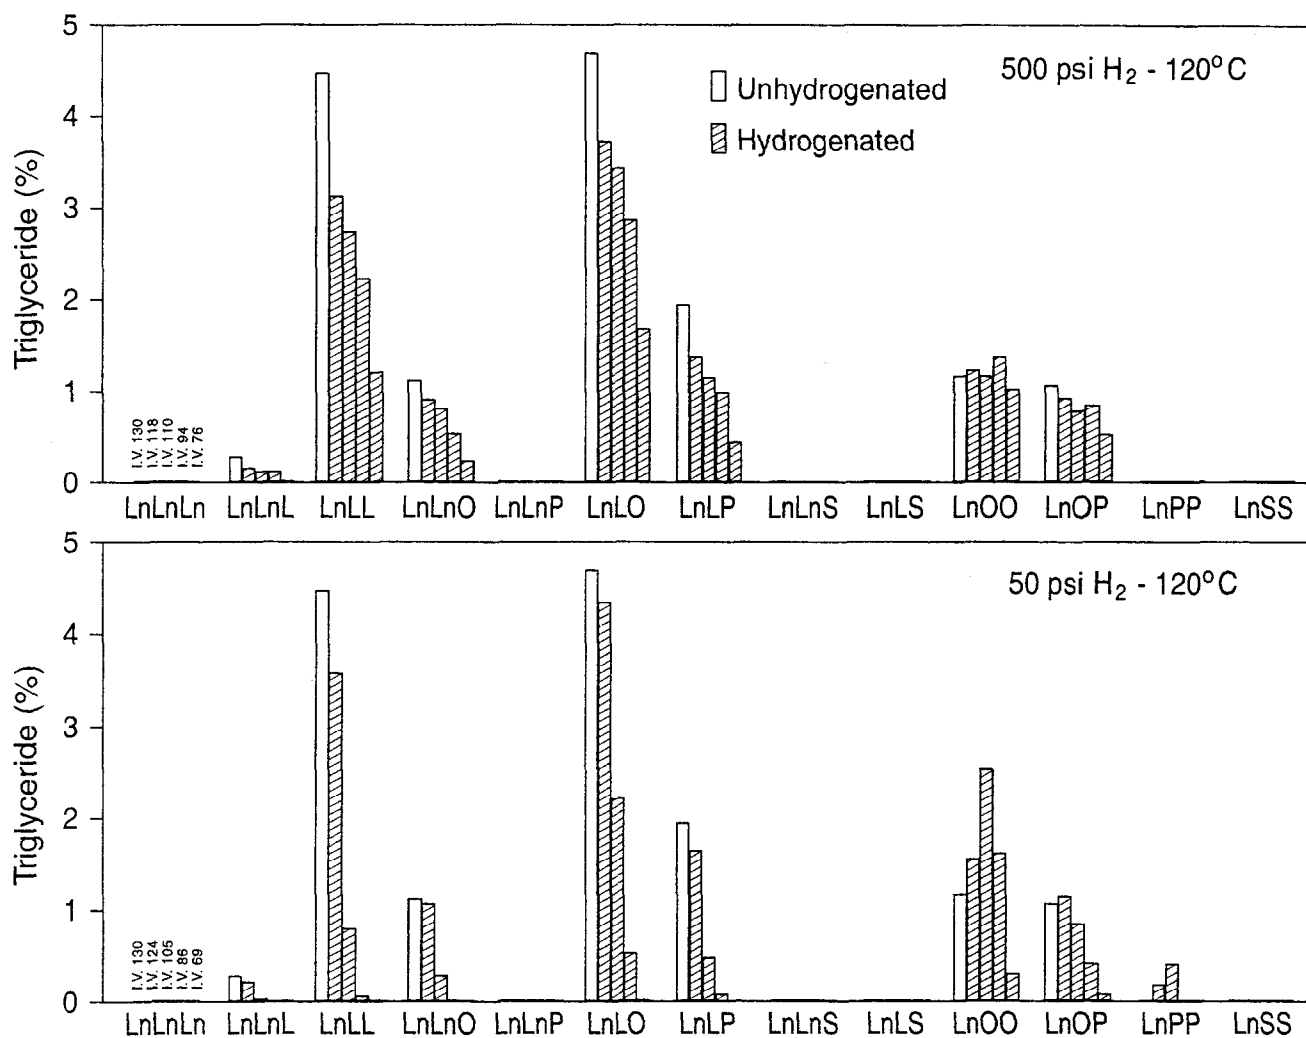 5
4
3
2
1
0
Triglyceride (%)
500 psi H₂ - 120°C
Unhydrogenated
Hydrogenated
I.V. 130
I.V. 118
I.V. 110
I.V. 94
I.V. 76
LnLnLn LnLnL LnLL LnLnO LnLnP LnLO LnLP LnLnS LnLS LnOO LnOP LnPP LnSS
5
4
3
2
1
0
Triglyceride (%)
50 psi H₂ - 120°C
I.V. 130
I.V. 124
I.V. 105
I.V. 86
I.V. 69
LnLnLn LnLnL LnLL LnLnO LnLnP LnLO LnLP LnLnS LnLS LnOO LnOP LnPP LnSS